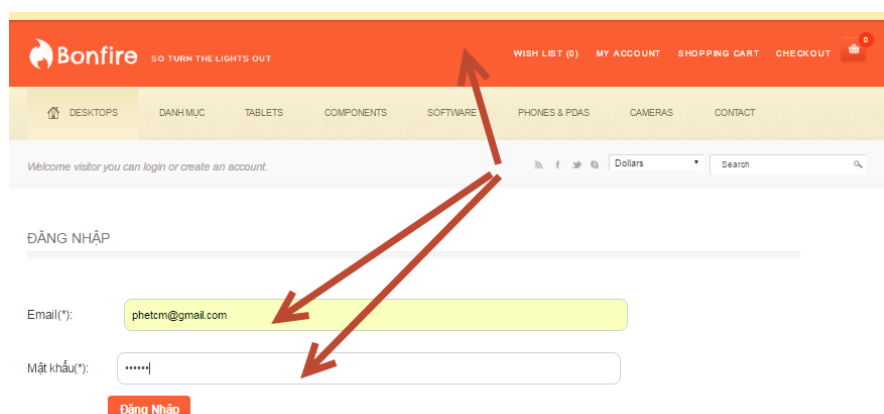 Bonfire SO TURN THE LIGHTS OUT WISH LIST (0) MY ACCOUNT SHOPPING CART CHECKOUT 0
DESKTOPS DANH MỤC TABLETS COMPONENTS SOFTWARE PHONES & PDAS CAMERAS CONTACT
Welcome visitor you can login or create an account. Dollars Search
ĐĂNG NHẬP
Email(*): phetcm@gmail.com
Mật khẩu(*): ••••••
Đăng Nhập